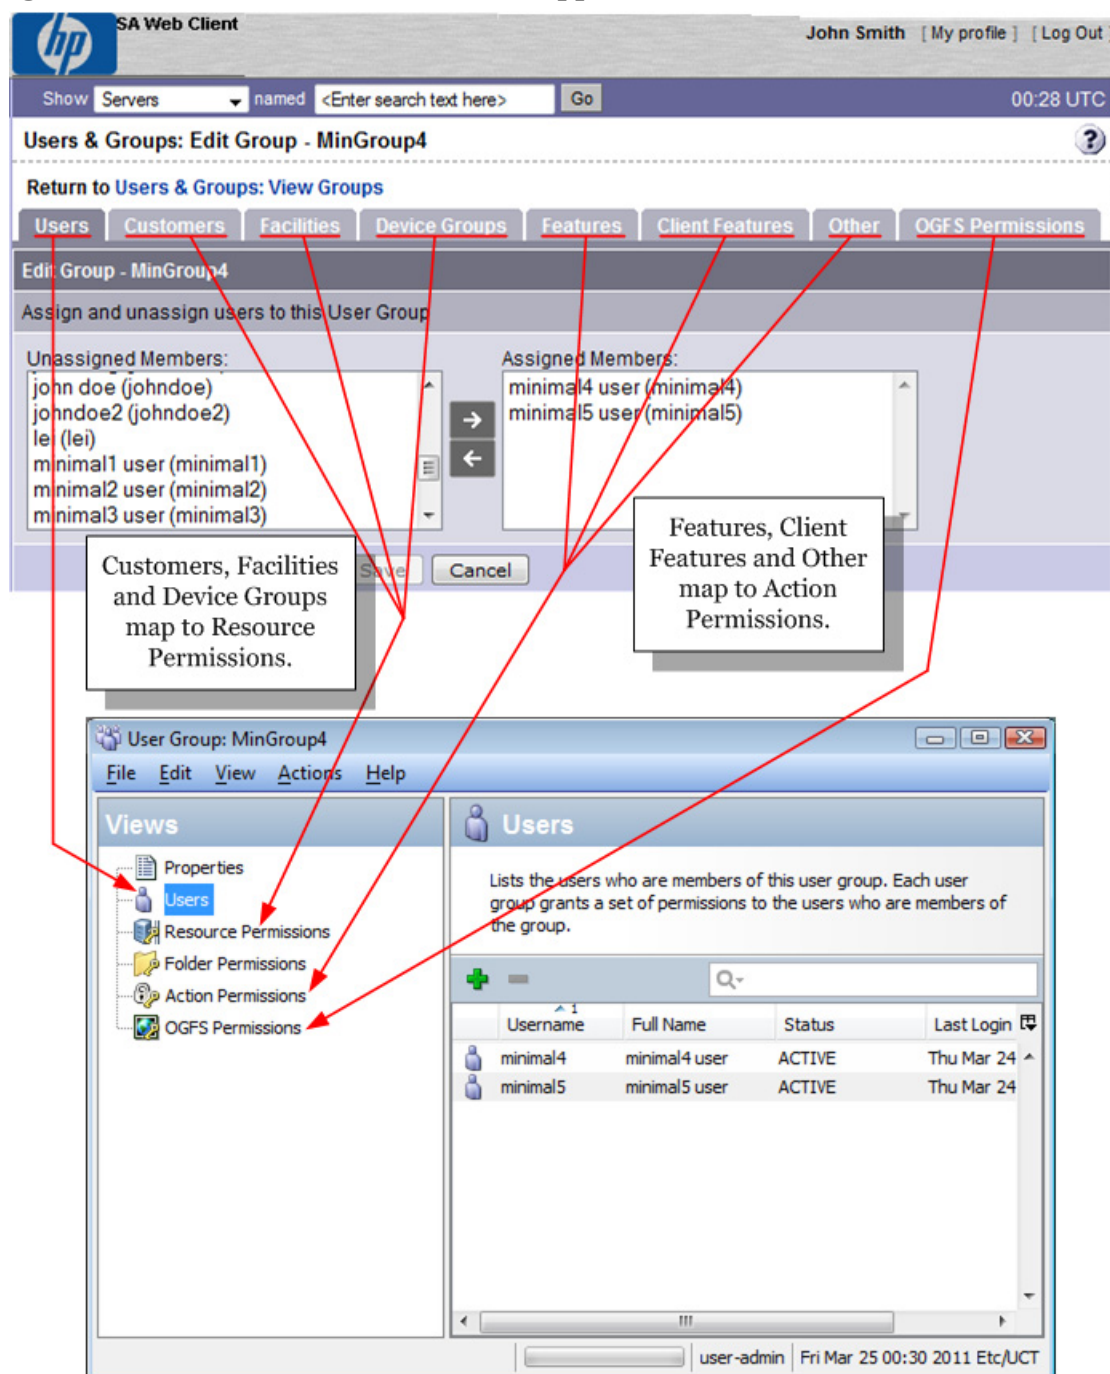 hp
SA Web Client
John Smith [ My profile ] [ Log Out ]
Show Servers named <Enter search text here> Go 00:28 UTC
Users & Groups: Edit Group - MinGroup4 ?
Return to Users & Groups: View Groups
Users Customers Facilities Device Groups Features Client Features Other OGFS Permissions
Edit Group - MinGroup4
Assign and unassign users to this User Group
Unassigned Members: Assigned Members:
john doe (johndoe)
johndoe2 (johndoe2)
lei (lei)
minimal1 user (minimal1)
minimal2 user (minimal2)
minimal3 user (minimal3)
minimal4 user (minimal4)
minimal5 user (minimal5)
Save Cancel
Customers, Facilities
and Device Groups
map to Resource
Permissions.
Features, Client
Features and Other
map to Action
Permissions.
User Group: MinGroup4
File Edit View Actions Help
Views
Properties
Users
Resource Permissions
Folder Permissions
Action Permissions
OGFS Permissions
Users
Lists the users who are members of this user group. Each user
group grants a set of permissions to the users who are members of
the group.
1
Username Full Name Status Last Login
minimal4 minimal4 user ACTIVE Thu Mar 24
minimal5 minimal5 user ACTIVE Thu Mar 24
user-admin Fri Mar 25 00:30 2011 Etc/UCT